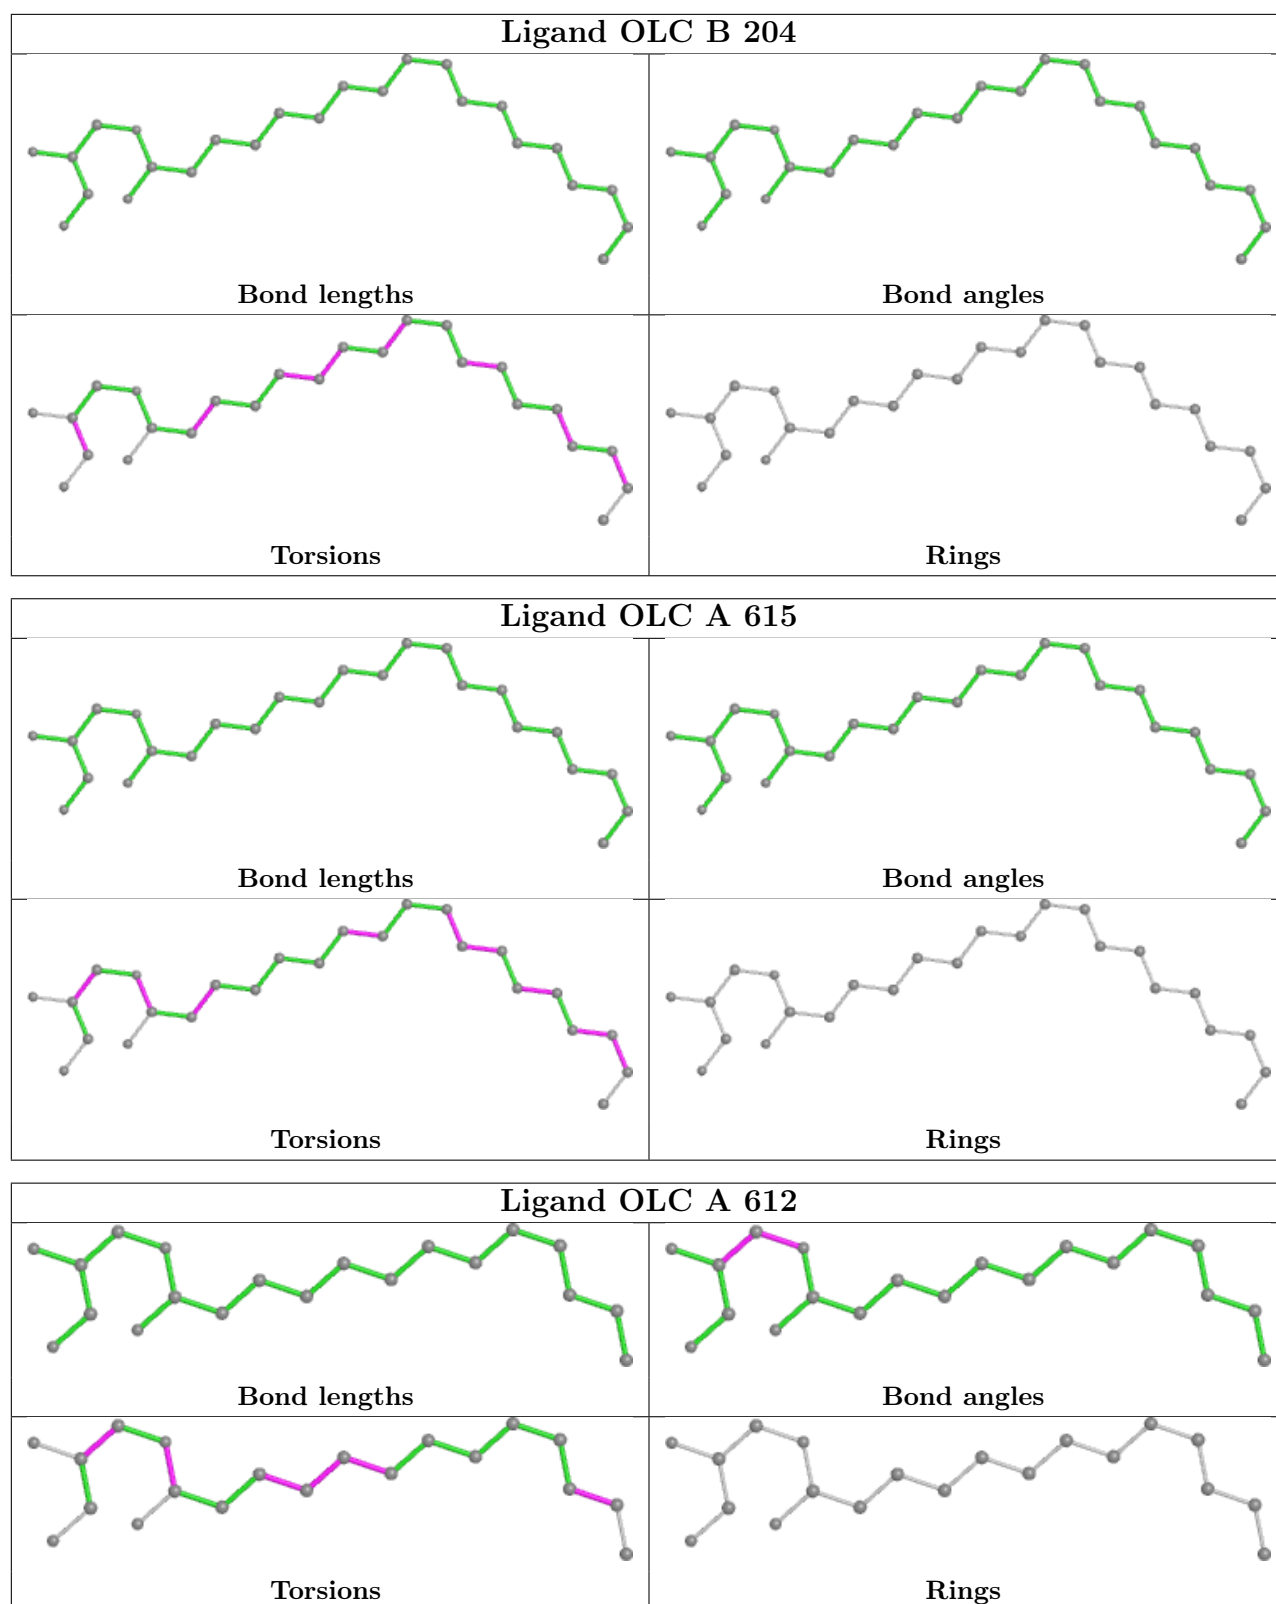 Ligand OLC B 204
Bond lengths
Bond angles
Torsions
Rings
Ligand OLC A 615
Bond lengths
Bond angles
Torsions
Rings
Ligand OLC A 612
Bond lengths
Bond angles
Torsions
Rings